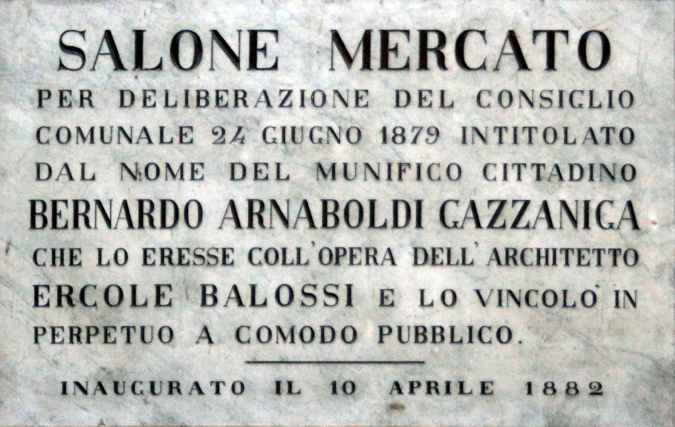 SALONE MERCATO
PER DELIBERAZIONE DEL CONSIGLIO
COMUNALE 24 GIUGNO 1879 INTITOLATO
DAL NOME DEL MUNIFICO CITTADINO
BERNARDO ARNABOLDI GAZZANIGA
CHE LO ERESSE COLL'OPERA DELL'ARCHITETTO
ERCOLE BALOSSI E LO VINCOLO' IN
PERPETUO A COMODO PUBBLICO.
INAUGURATO IL 10 APRILE 1882